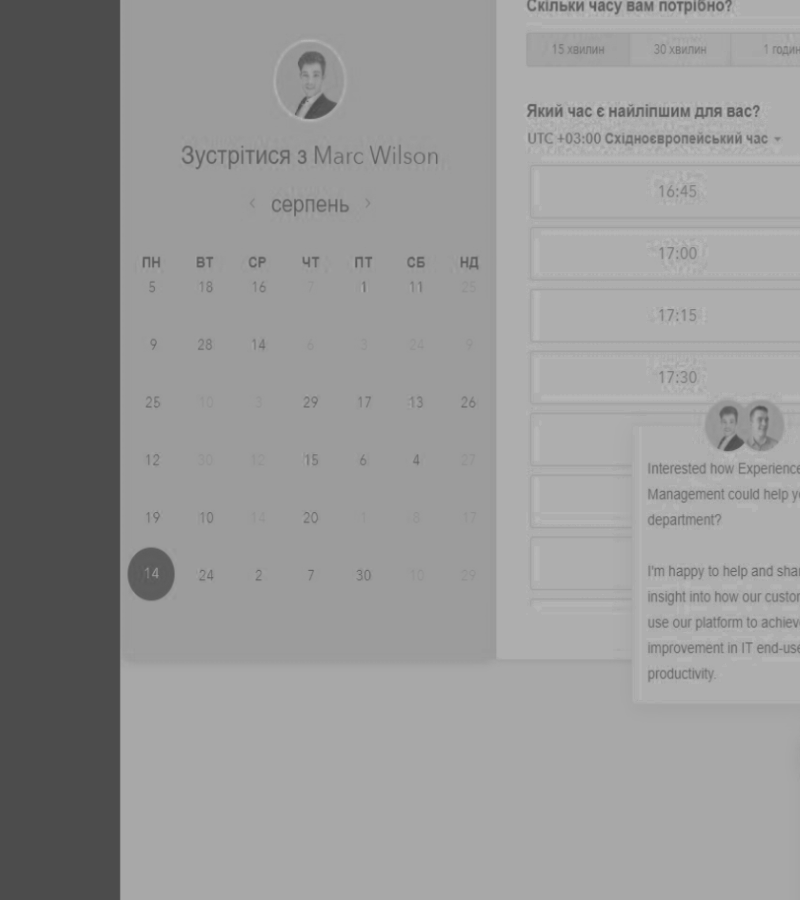 Скільки часу вам потрібно?
15 хвилин 30 хвилин 1 годин
Який час є найліпшим для вас?
UTC +03:00 Східноєвропейський час
Зустрітися з Marc Wilson
серпень
ПН ВТ СР ЧТ ПТ СБ НД
5 18 16 7 1 11 25
9 28 14 6 3 24 9
25 10 3 29 17 13 26
12 30 12 15 6 4 27
19 10 14 20 1 8 17
14 24 2 7 30 10 29
16:45
17:00
17:15
17:30
Interested how Experience
Management could help yo
department?
I'm happy to help and shar
insight into how our custom
use our platform to achieve
improvement in IT end-use
productivity.